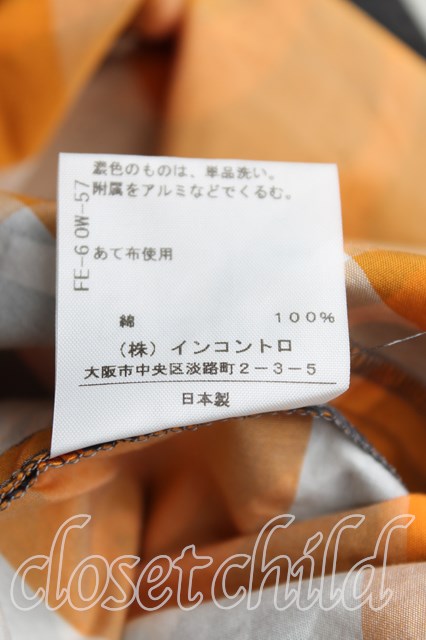 濃色のものは、単品洗い。
附属をアルミなどでくるむ。
FE-60W-57
あて布使用
綿 100%
(株)インコントロ
大阪市中央区淡路町2-3-5
日本製
closetchild